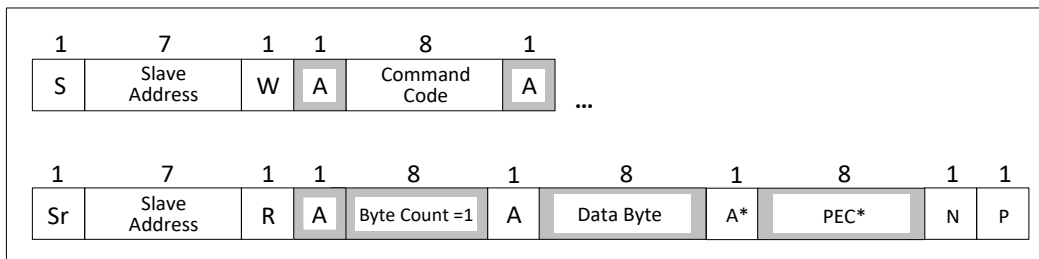 1 7 1 1 8 1
S Slave Address W A Command Code A ...
1 7 1 1 8 1 8 1 8 1 1
Sr Slave Address R A Byte Count =1 A Data Byte A* PEC* N P